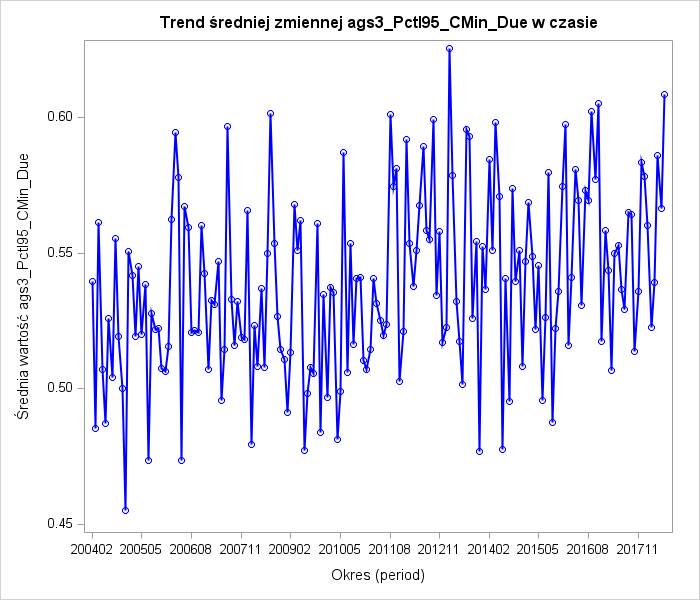 Trend średniej zmiennej ags3_Pctl95_CMin_Due w czasie
Średnia wartość ags3_Pctl95_CMin_Due
0.60
0.55
0.50
0.45
200402 200505 200608 200711 200902 201005 201108 201211 201402 201505 201608 201711
Okres (period)